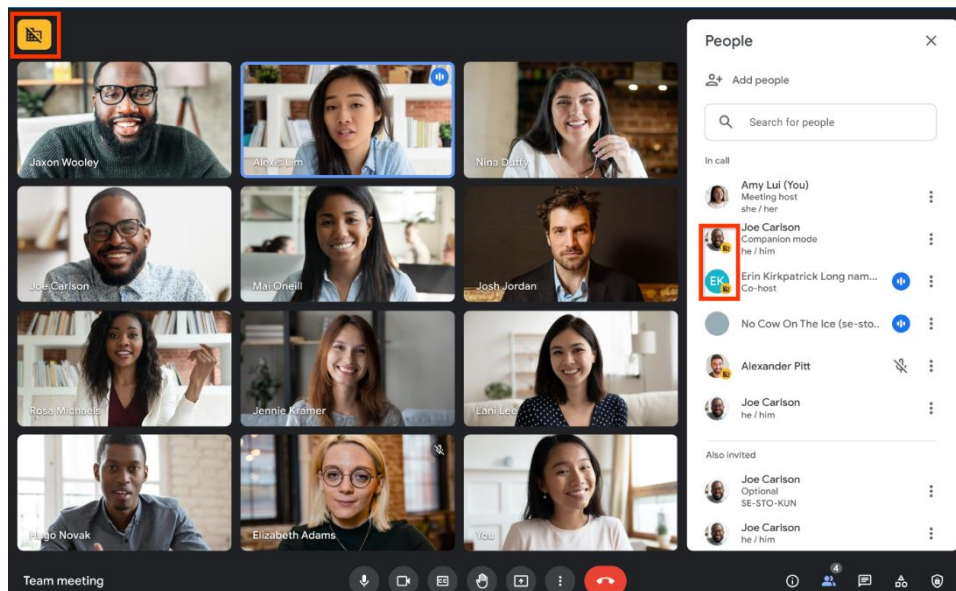 People
Add people
Search for people
In call
Jaxon Wooley
Alexis Lim
Nina Duffy
Amy Lui (You)
Meeting host
she / her
Joe Carlson
Companion mode
he / him
Joe Carlson
Mai Oneill
Josh Jordan
EK
Erin Kirkpatrick Long nam...
Co-host
No Cow On The Ice (se-sto..
Alexander Pitt
Rosa Michaels
Jennie Kramer
Lani Lee
Joe Carlson
he / him
Also invited
Joe Carlson
Optional
SE-STO-KUN
Hugo Novak
Elizabeth Adams
You
Joe Carlson
he / him
Team meeting
4